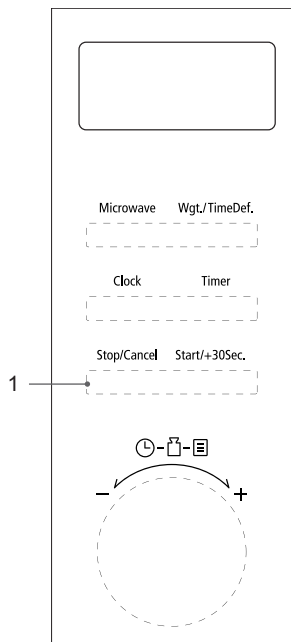 Microwave Wgt./TimeDef.
Clock Timer
Stop/Cancel Start/+30Sec.
1
- +